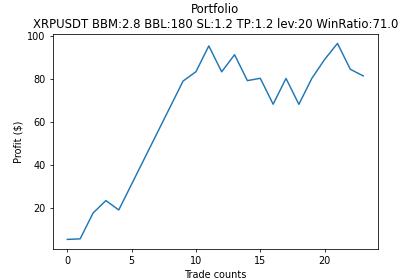 Portfolio
XRPUSDT BBM:2.8 BBL:180 SL:1.2 TP:1.2 lev:20 WinRatio:71.0
100
80
60
40
20
Profit ($)
0
5
10
15
20
Trade counts